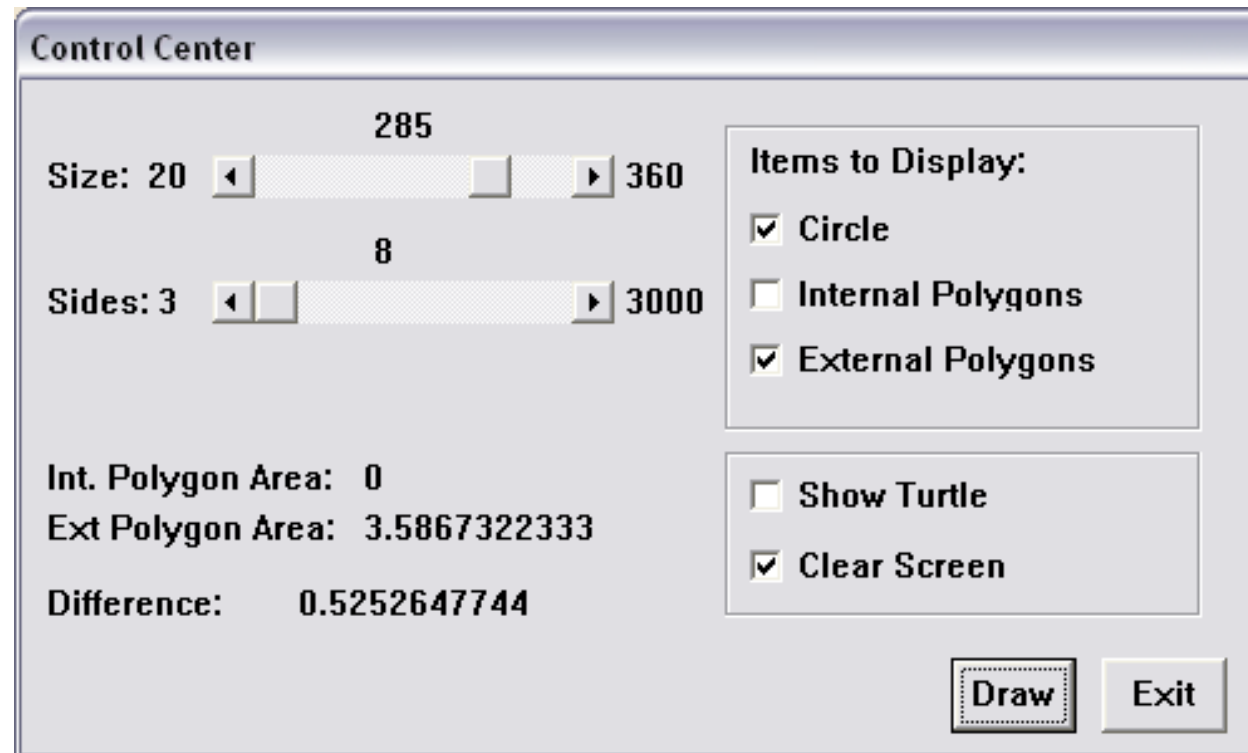 Control Center
285
Size: 20 360
8
Sides: 3 3000
Items to Display:
Circle
Internal Polygons
External Polygons
Int. Polygon Area: 0
Ext Polygon Area: 3.5867322333
Difference: 0.5252647744
Show Turtle
Clear Screen
Draw Exit